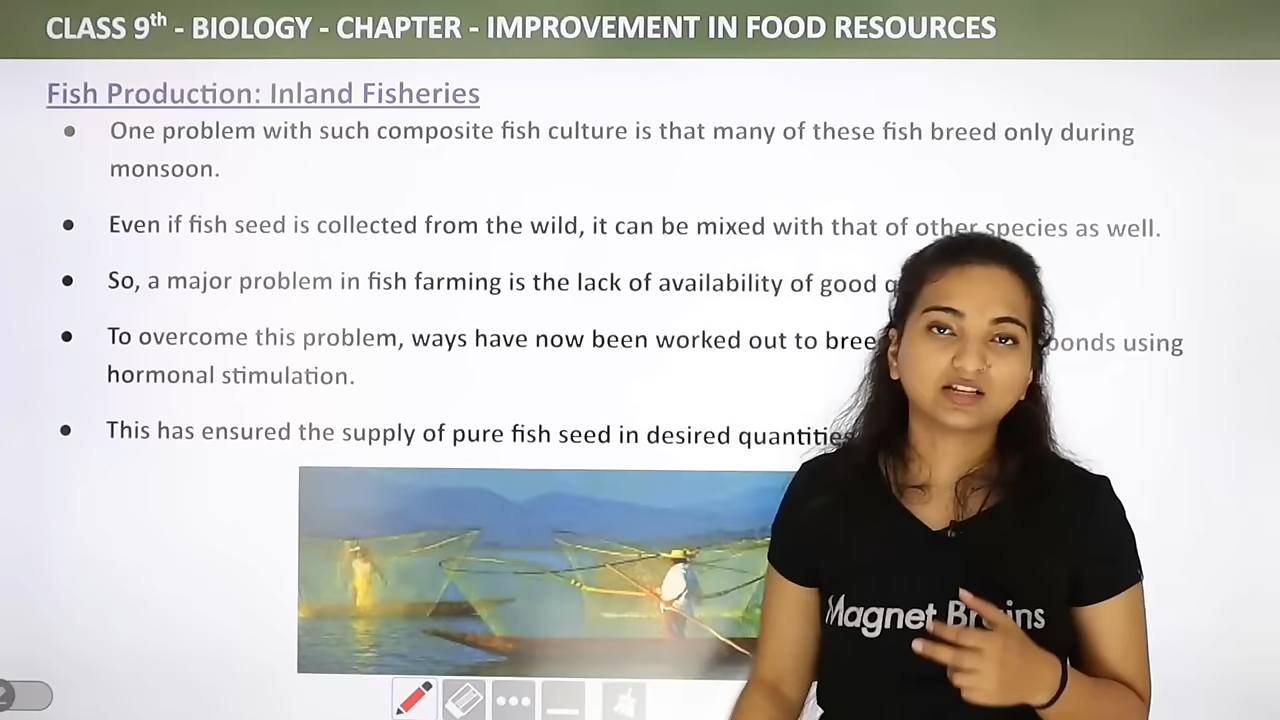 CLASS 9th - BIOLOGY - CHAPTER - IMPROVEMENT IN FOOD RESOURCES
Fish Production: Inland Fisheries
• One problem with such composite fish culture is that many of these fish breed only during
monsoon.
• Even if fish seed is collected from the wild, it can be mixed with that of other species as well.
• So, a major problem in fish farming is the lack of availability of good
• To overcome this problem, ways have now been worked out to using
hormonal stimulation.
• This has ensured the supply of pure fish seed in desired quantities
Magnet